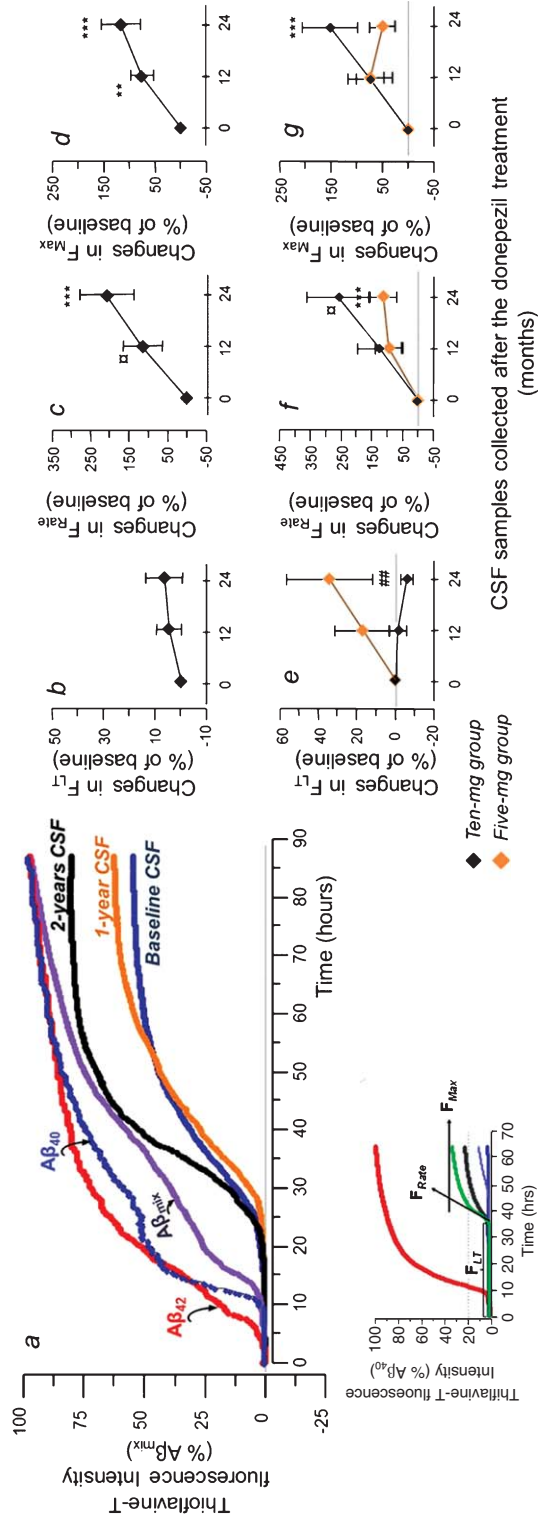 a
Thioflavine-T
fluorescence Intensity
(% Aβmix)
100
75
50
25
0
-25
0 10 20 30 40 50 60 70 80 90
Time (hours)
Aβ42
Aβ40
Aβmix
2-years CSF
1-year CSF
Baseline CSF
Thiflavine-T fluorescence
Intensity (% Aβ40)
100
80
60
40
20
0
0 10 20 30 40 50 60 70
Time (hrs)
FLT
FRate
FMax
b
Changes in FLT
(% of baseline)
50
30
10
-10
0 12 24
c
Changes in FRate
(% of baseline)
350
250
150
50
-50
0 12 24
¤
***
d
Changes in FMax
(% of baseline)
250
200
150
100
50
0
-50
0 12 24
**
***
e
Changes in FLT
(% of baseline)
60
40
20
0
-20
0 12 24
##
f
Changes in FRate
(% of baseline)
450
350
250
150
50
-50
0 12 24
¤
***
g
Changes in FMax
(% of baseline)
250
200
150
100
50
0
-50
0 12 24
***
Ten-mg group
Five-mg group
CSF samples collected after the donepezil treatment
(months)